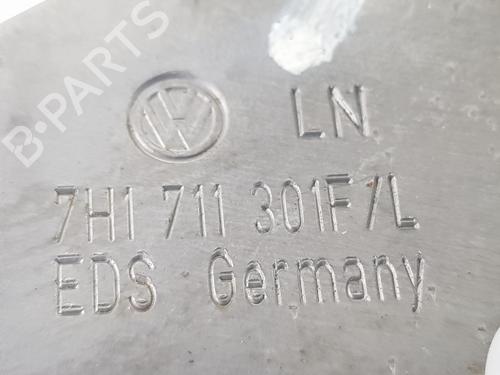 B-PARTS
LN
7H1 711 301F/L
EDS Germany